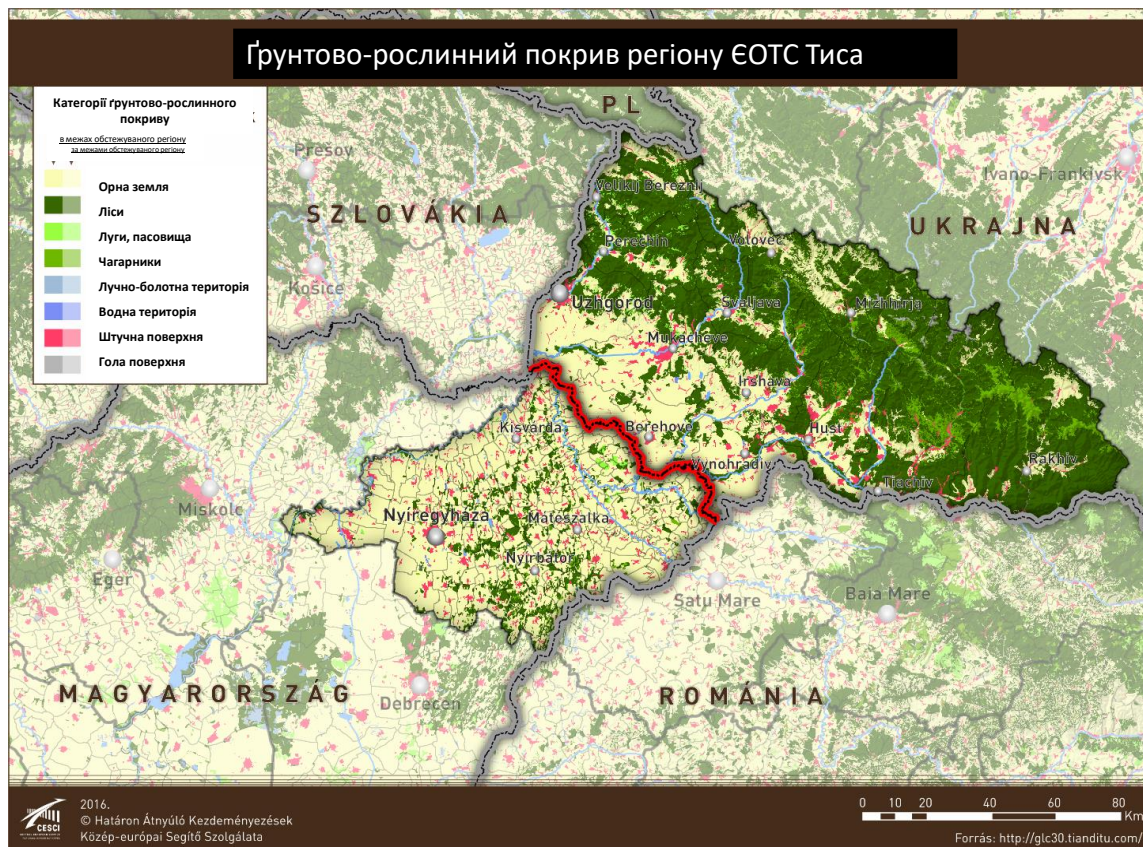 Ґрунтово-рослинний покрив регіону ЄОТС Тиса
Категорії ґрунтово-рослинного
покриву
в межах обстежуваного регіону
за межами обстежуваного регіону
Орна земля
Ліси
Луги, пасовища
Чагарники
Лучно-болотна територія
Водна територія
Штучна поверхня
Гола поверхня
PL
Presov
Ivano-Frankivsk
Velikij Bereznij
SZLOVÁKIA
UKRAJNA
Perechin
Volovec
Košice
Uzhgorod
Svaljava
Mizhhirja
Mukacheve
Irshava
Kisvárda
Berehove
Hust
Vynohradiv
Rakhiv
Tiachiv
Miskolc
Nyíregyháza
Mátészalka
Eger
Nyírbátor
Satu Mare
Baia Mare
MAGYARORSZÁG
ROMÁNIA
Debrecen
CESCI
2016.
© Határon Átnyúló Kezdeményezések
Közép-európai Segítő Szolgálata
0 10 20 40 60 80
Km
Forrás: http://glc30.tianditu.com/